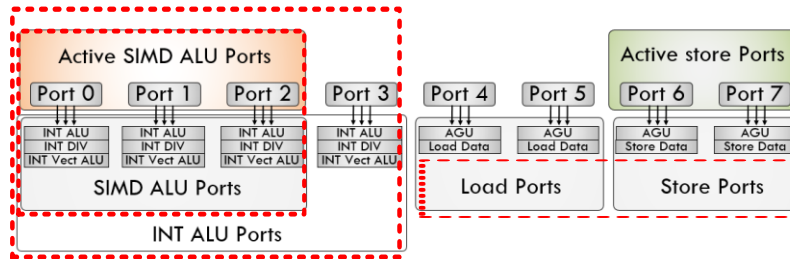 Active SIMD ALU Ports
Active store Ports
Port 0 Port 1 Port 2 Port 3 Port 4 Port 5 Port 6 Port 7
INT ALU INT ALU INT ALU INT ALU AGU AGU AGU AGU
INT DIV INT DIV INT DIV INT DIV Load Data Load Data Store Data Store Data
INT Vect ALU INT Vect ALU INT Vect ALU INT Vect ALU
SIMD ALU Ports Load Ports Store Ports
INT ALU Ports